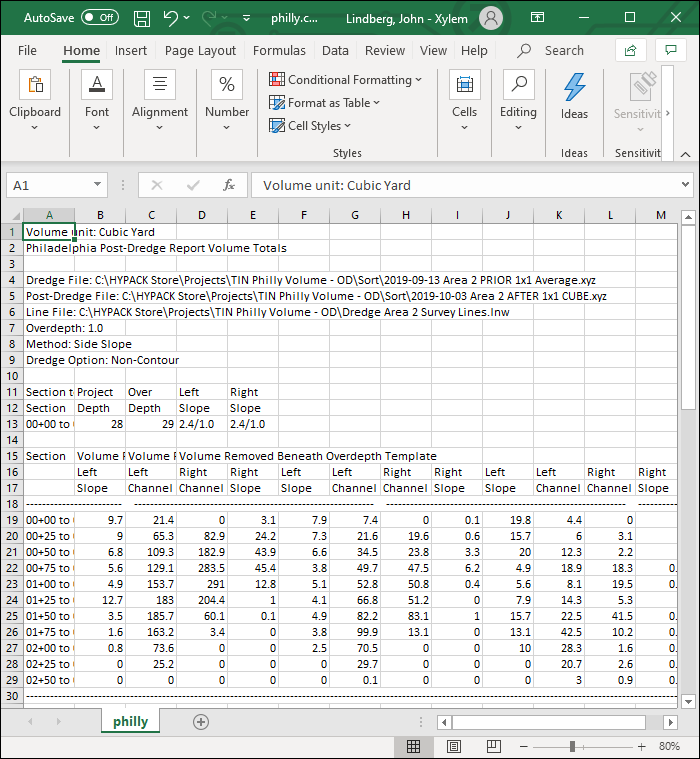 AutoSave Off philly.c... Lindberg, John - Xylem
File Home Insert Page Layout Formulas Data Review View Help Search
Clipboard Font Alignment Number Conditional Formatting Format as Table Cell Styles Styles Cells Editing Ideas Ideas Sensitivit Sensitivit
A1 fx Volume unit: Cubic Yard
A B C D E F G H I J K L M
1 Volume unit: Cubic Yard
2 Philadelphia Post-Dredge Report Volume Totals
3
4 Dredge File: C:\HYPACK Store\Projects\TIN Philly Volume - OD\Sort\2019-09-13 Area 2 PRIOR 1x1 Average.xyz
5 Post-Dredge File: C:\HYPACK Store\Projects\TIN Philly Volume - OD\Sort\2019-10-03 Area 2 AFTER 1x1 CUBE.xyz
6 Line File: C:\HYPACK Store\Projects\TIN Philly Volume - OD\Dredge Area 2 Survey Lines.lnw
7 Overdepth: 1.0
8 Method: Side Slope
9 Dredge Option: Non-Contour
10
11 Section t Project Over Left Right
12 Section Depth Depth Slope Slope
13 00+00 to 28 29 2.4/1.0 2.4/1.0
14
15 Section Volume Volume Volume Removed Beneath Overdepth Template
16 Left Left Right Right Left Left Right Right Left Left Right Right
17 Slope Channel Channel Slope Slope Channel Channel Slope Slope Channel Channel Slope
18 --------------------
19 00+00 to 9.7 21.4 0 3.1 7.9 7.4 0 0.1 19.8 4.4 0
20 00+25 to 9 65.3 82.9 24.2 7.3 21.6 19.6 0.6 15.7 6 3.1
21 00+50 to 6.8 109.3 182.9 43.9 6.6 34.5 23.8 3.3 20 12.3 2.2
22 00+75 to 5.6 129.1 283.5 45.4 3.8 49.7 47.5 6.2 4.9 18.9 18.3 0.
23 01+00 to 4.9 153.7 291 12.8 5.1 52.8 50.8 0.4 5.6 8.1 19.5 0.
24 01+25 to 12.7 183 204.4 1 4.1 66.8 51.2 0 7.9 14.3 5.3
25 01+50 to 3.5 185.7 60.1 0.1 4.9 82.2 83.1 1 15.7 22.5 41.5 0.
26 01+75 to 1.6 163.2 3.4 0 3.8 99.9 13.1 0 13.1 42.5 10.2 0.
27 02+00 to 0.8 73.6 0 0 2.5 70.5 0 0 10 28.3 1.6 0.
28 02+25 to 0 25.2 0 0 0 29.7 0 0 0 20.7 2.6 0.
29 02+50 to 0 0 0 0 0 0.1 0 0 0 3 0.9 0.
30 --------------------
philly
80%